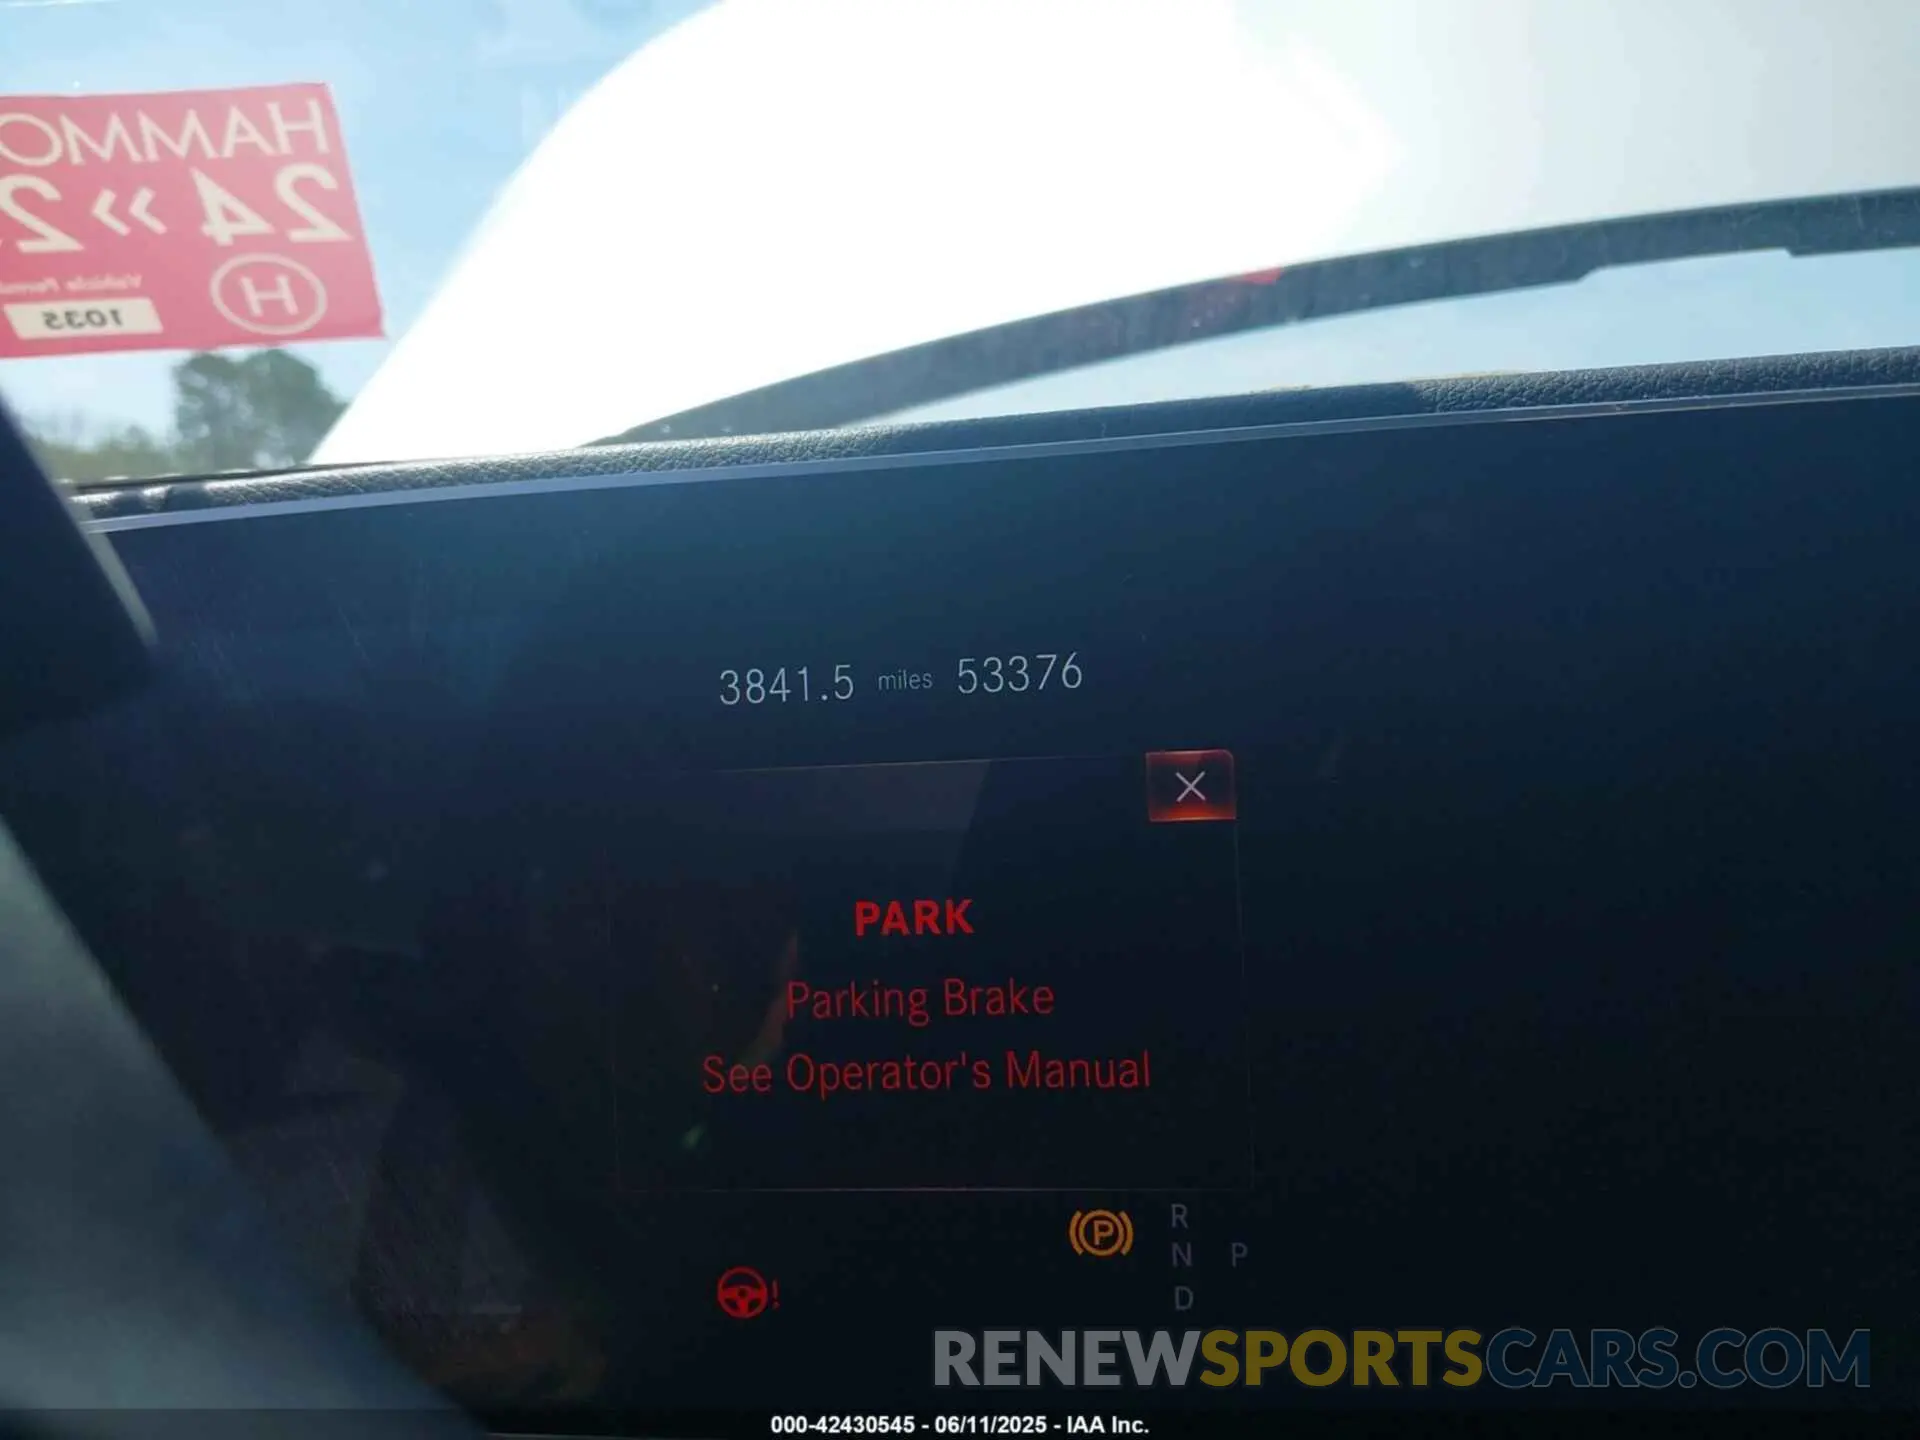 HAMMO
24 » 2
Vehicle Permi
1035
3841.5 miles 53376
PARK
Parking Brake
See Operator's Manual
P
R
N P
D
!
RENEWSPORTSCARS.COM
000-42430545 - 06/11/2025 - IAA Inc.